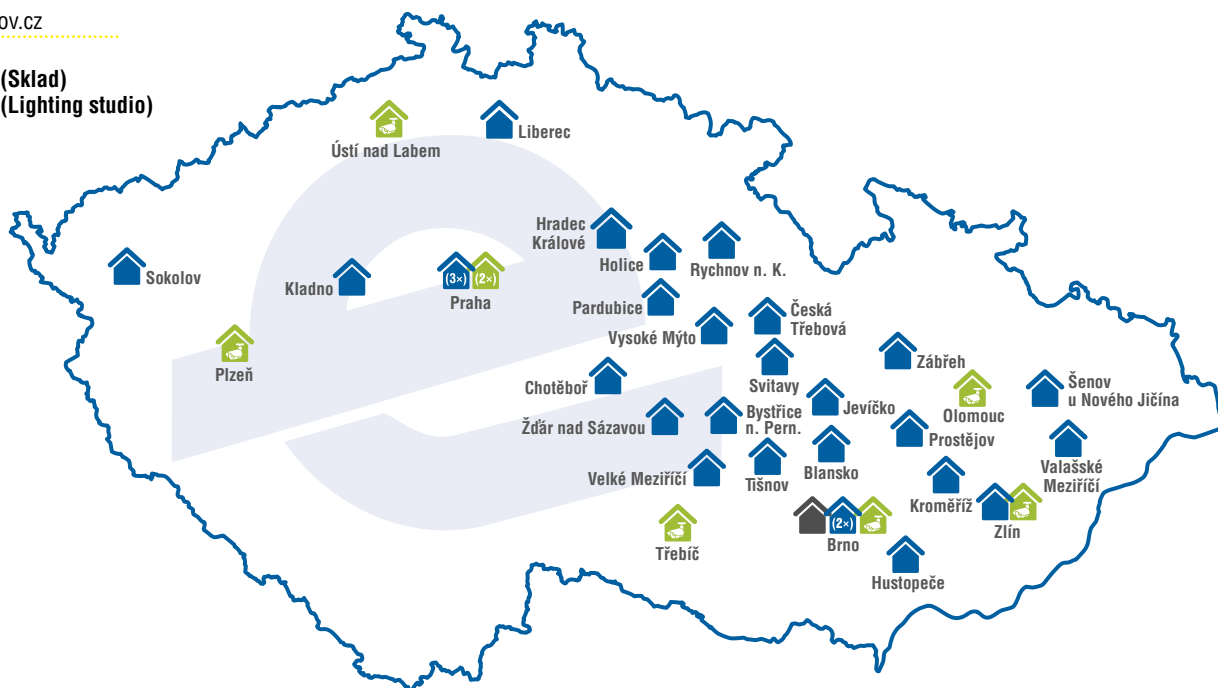 ov.cz
(Sklad)
(Lighting studio)
Ústí nad Labem
Liberec
Hradec
Králové
Holice
Rychnov n. K.
Sokolov
Kladno
(3×)
(2×)
Praha
Pardubice
Česká
Třebová
Vysoké Mýto
Plzeň
Zábřeh
Chotěboř
Svitavy
Šenov
u Nového Jičína
Jevíčko
Olomouc
Žďár nad Sázavou
Bystřice
n. Pern.
Prostějov
Blansko
Valašské
Meziříčí
Velké Meziříčí
Tišnov
Kroměříž
(2×)
Třebíč
Brno
Zlín
Hustopeče